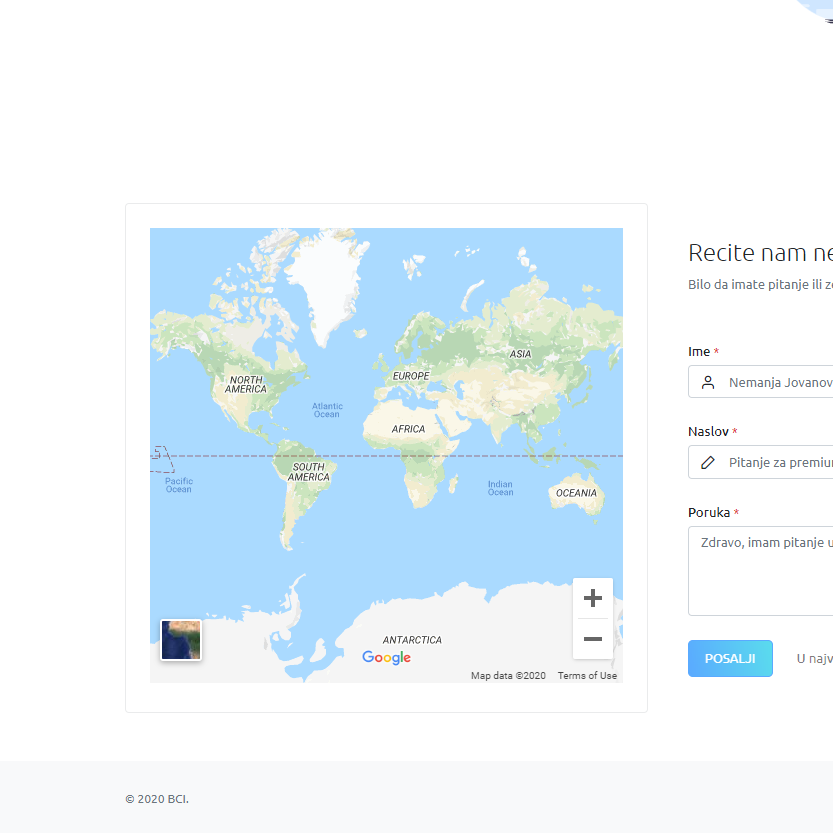 NORTH
AMERICA
ASIA
EUROPE
Atlantic
Ocean
AFRICA
SOUTH
AMERICA
Pacific
Ocean
Indian
Ocean
OCEANIA
ANTARCTICA
Google
Map data ©2020 Terms of Use
Recite nam ne
Bilo da imate pitanje ili z
Ime *
Nemanja Jovanov
Naslov *
Pitanje za premiu
Poruka *
Zdravo, imam pitanje u
POSALJI
U najv
© 2020 BCI.